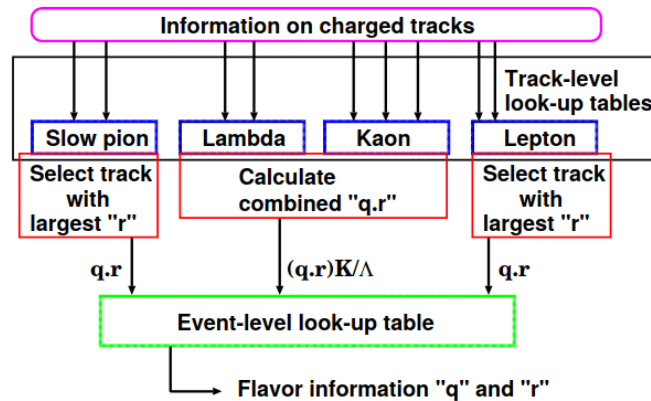 Information on charged tracks
Track-level
look-up tables
Slow pion
Lambda
Kaon
Lepton
Select track
with
largest "r"
Calculate
combined "q.r"
Select track
with
largest "r"
q.r
(q.r)K/Λ
q.r
Event-level look-up table
Flavor information "q" and "r"